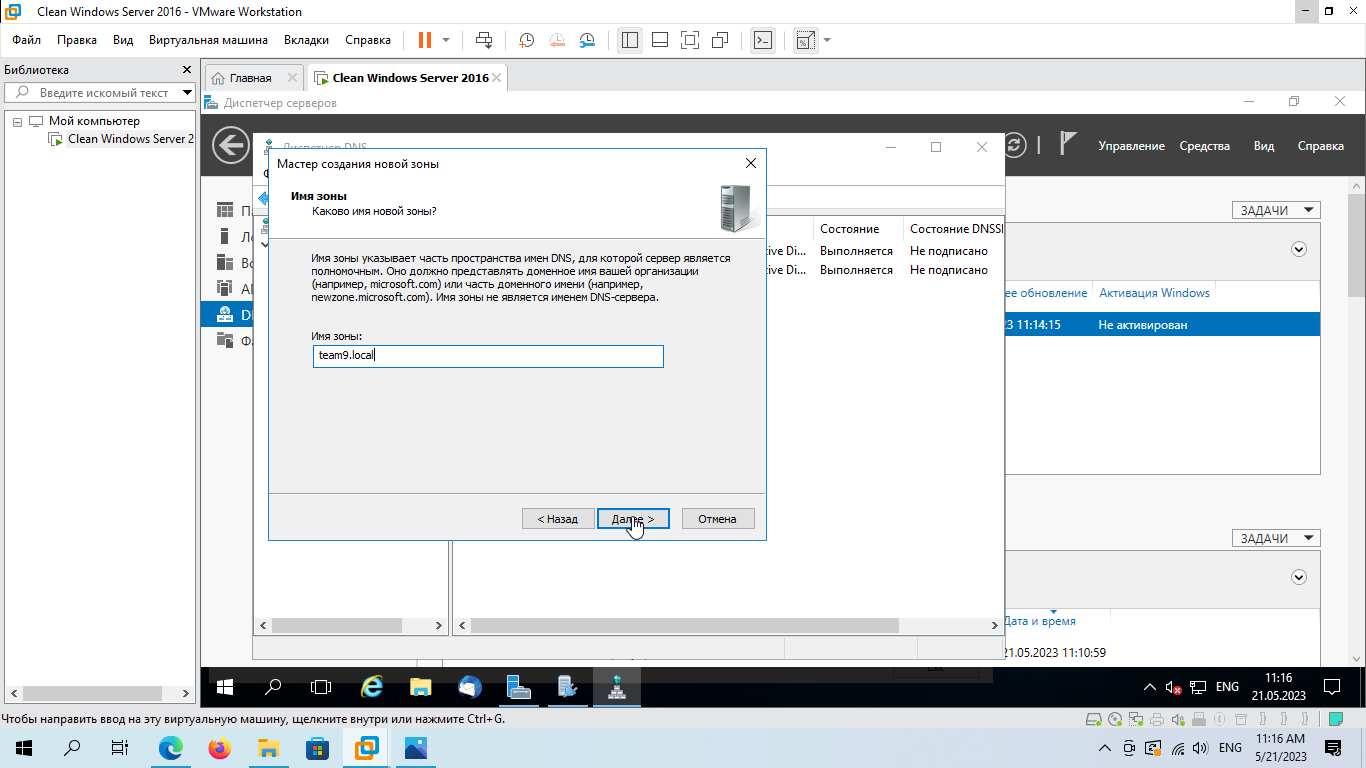 Clean Windows Server 2016 - VMware Workstation
Файл Правка Вид Виртуальная машина Вкладки Справка
Библиотека
Введите искомый текст
Мой компьютер
Clean Windows Server 2
Главная
Clean Windows Server 2016
Диспетчер серверов
Управление Средства Вид Справка
Диспетчер DNS
Мастер создания новой зоны
Имя зоны
Каково имя новой зоны?
Имя зоны указывает часть пространства имен DNS, для которой сервер является
полномочным. Оно должно представлять доменное имя вашей организации
(например, microsoft.com) или часть доменного имени (например,
newzone.microsoft.com). Имя зоны не является именем DNS-сервера.
Имя зоны:
team9.local
< Назад
Далее >
Отмена
Состояние Состояние DNSSI
tive Di... Выполняется Не подписано
tive Di... Выполняется Не подписано
ЗАДАЧИ
ее обновление Активация Windows
23 11:14:15 Не активирован
ЗАДАЧИ
Дата и время
21.05.2023 11:10:59
ENG
11:16
21.05.2023
Чтобы направить ввод на эту виртуальную машину, щелкните внутри или нажмите Ctrl+G.
ENG
11:16 AM
5/21/2023